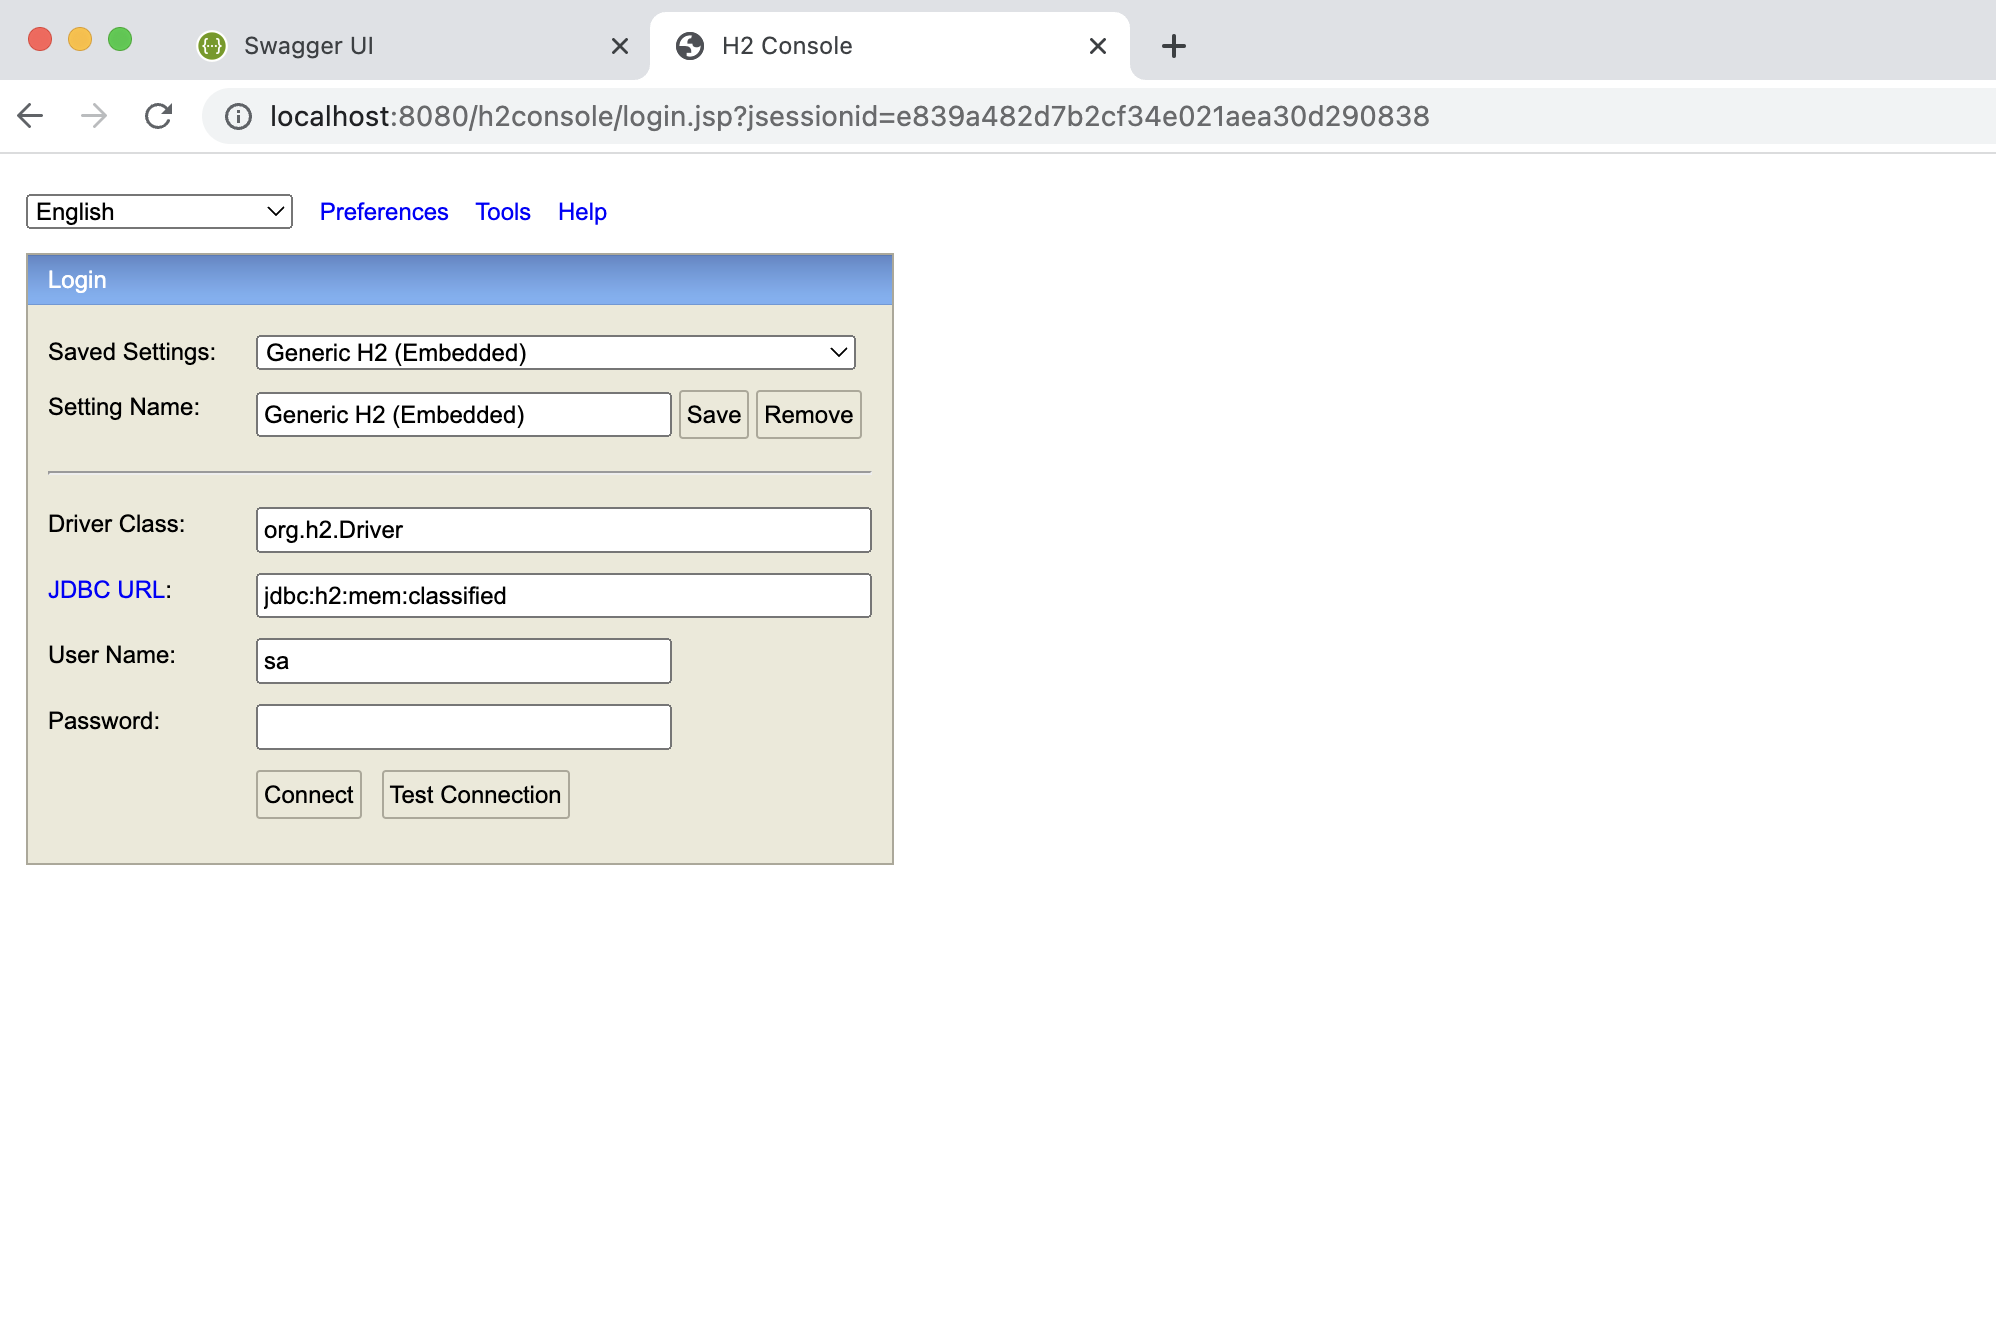 Swagger UI
H2 Console
localhost:8080/h2console/login.jsp?jsessionid=e839a482d7b2cf34e021aea30d290838
English Preferences Tools Help
Login
Saved Settings: Generic H2 (Embedded)
Setting Name: Generic H2 (Embedded) Save Remove
Driver Class: org.h2.Driver
JDBC URL: jdbc:h2:mem:classified
User Name: sa
Password:
Connect Test Connection